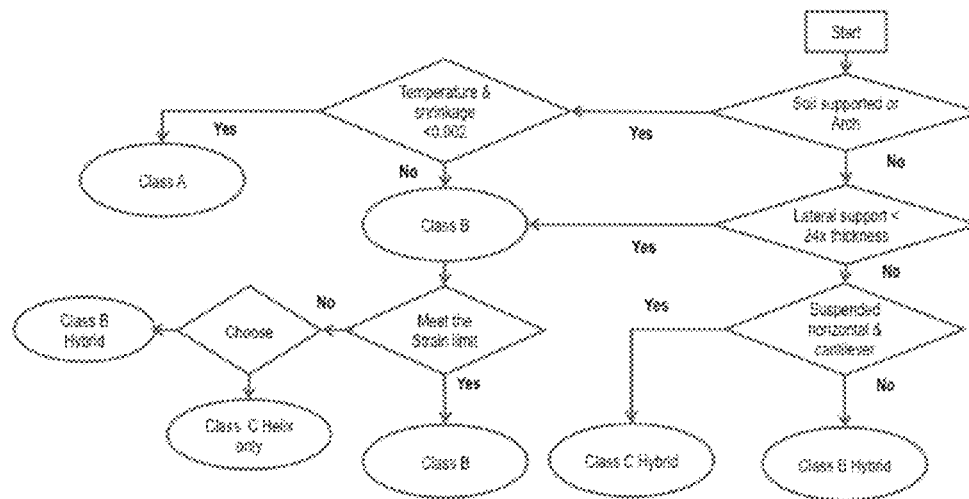 Start
Soil supported or
Arch
Yes
No
Temperature &
shrinkage
<0.002
Yes
No
Class A
Class B
Lateral support <
24x thickness
Yes
No
Suspended
horizontal &
cantilever
Yes
No
Meet the
Strain limit
No
Yes
Choose
Class B
Hybrid
Class C Helix
only
Class B
Class C Hybrid
Class B Hybrid